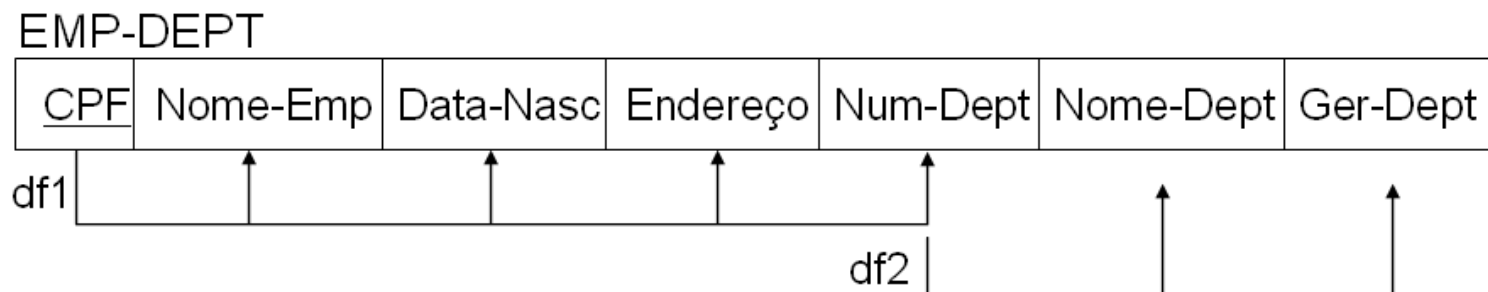 EMP-DEPT
CPF Nome-Emp Data-Nasc Endereço Num-Dept Nome-Dept Ger-Dept
df1
df2